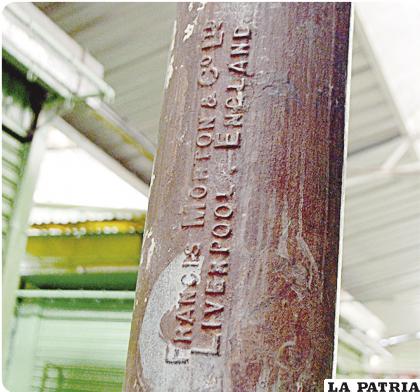 FRANCIS MORTON & Co LD
LIVERPOOL . ENGLAND
LA PATRIA